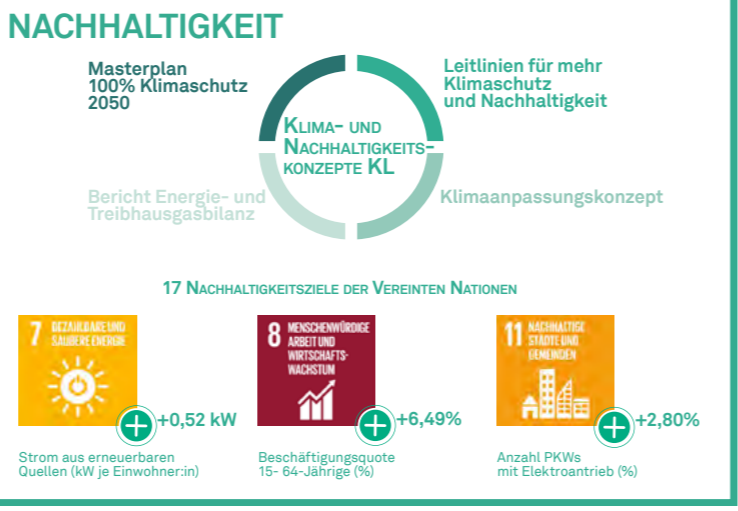 NACHHALTIGKEIT
Masterplan
100% Klimaschutz
2050
Leitlinien für mehr
Klimaschutz
und Nachhaltigkeit
KLIMA- UND
NACHHALTIGKEITS-
KONZEPTE KL
Bericht Energie- und
Treibhausgasbilanz
Klimaanpassungskonzept
17 NACHHALTIGKEITSZIELE DER VEREINTEN NATIONEN
7 BEZAHLBARE UND
SAUBERE ENERGIE
+0,52 kW
Strom aus erneuerbaren
Quellen (kW je Einwohner:in)
8 MENSCHENWÜRDIGE
ARBEIT UND
WIRTSCHAFTS-
WACHSTUM
+6,49%
Beschäftigungsquote
15- 64-Jährige (%)
11 NACHHALTIGE
STÄDTE UND
GEMEINDEN
+2,80%
Anzahl PKWs
mit Elektroantrieb (%)